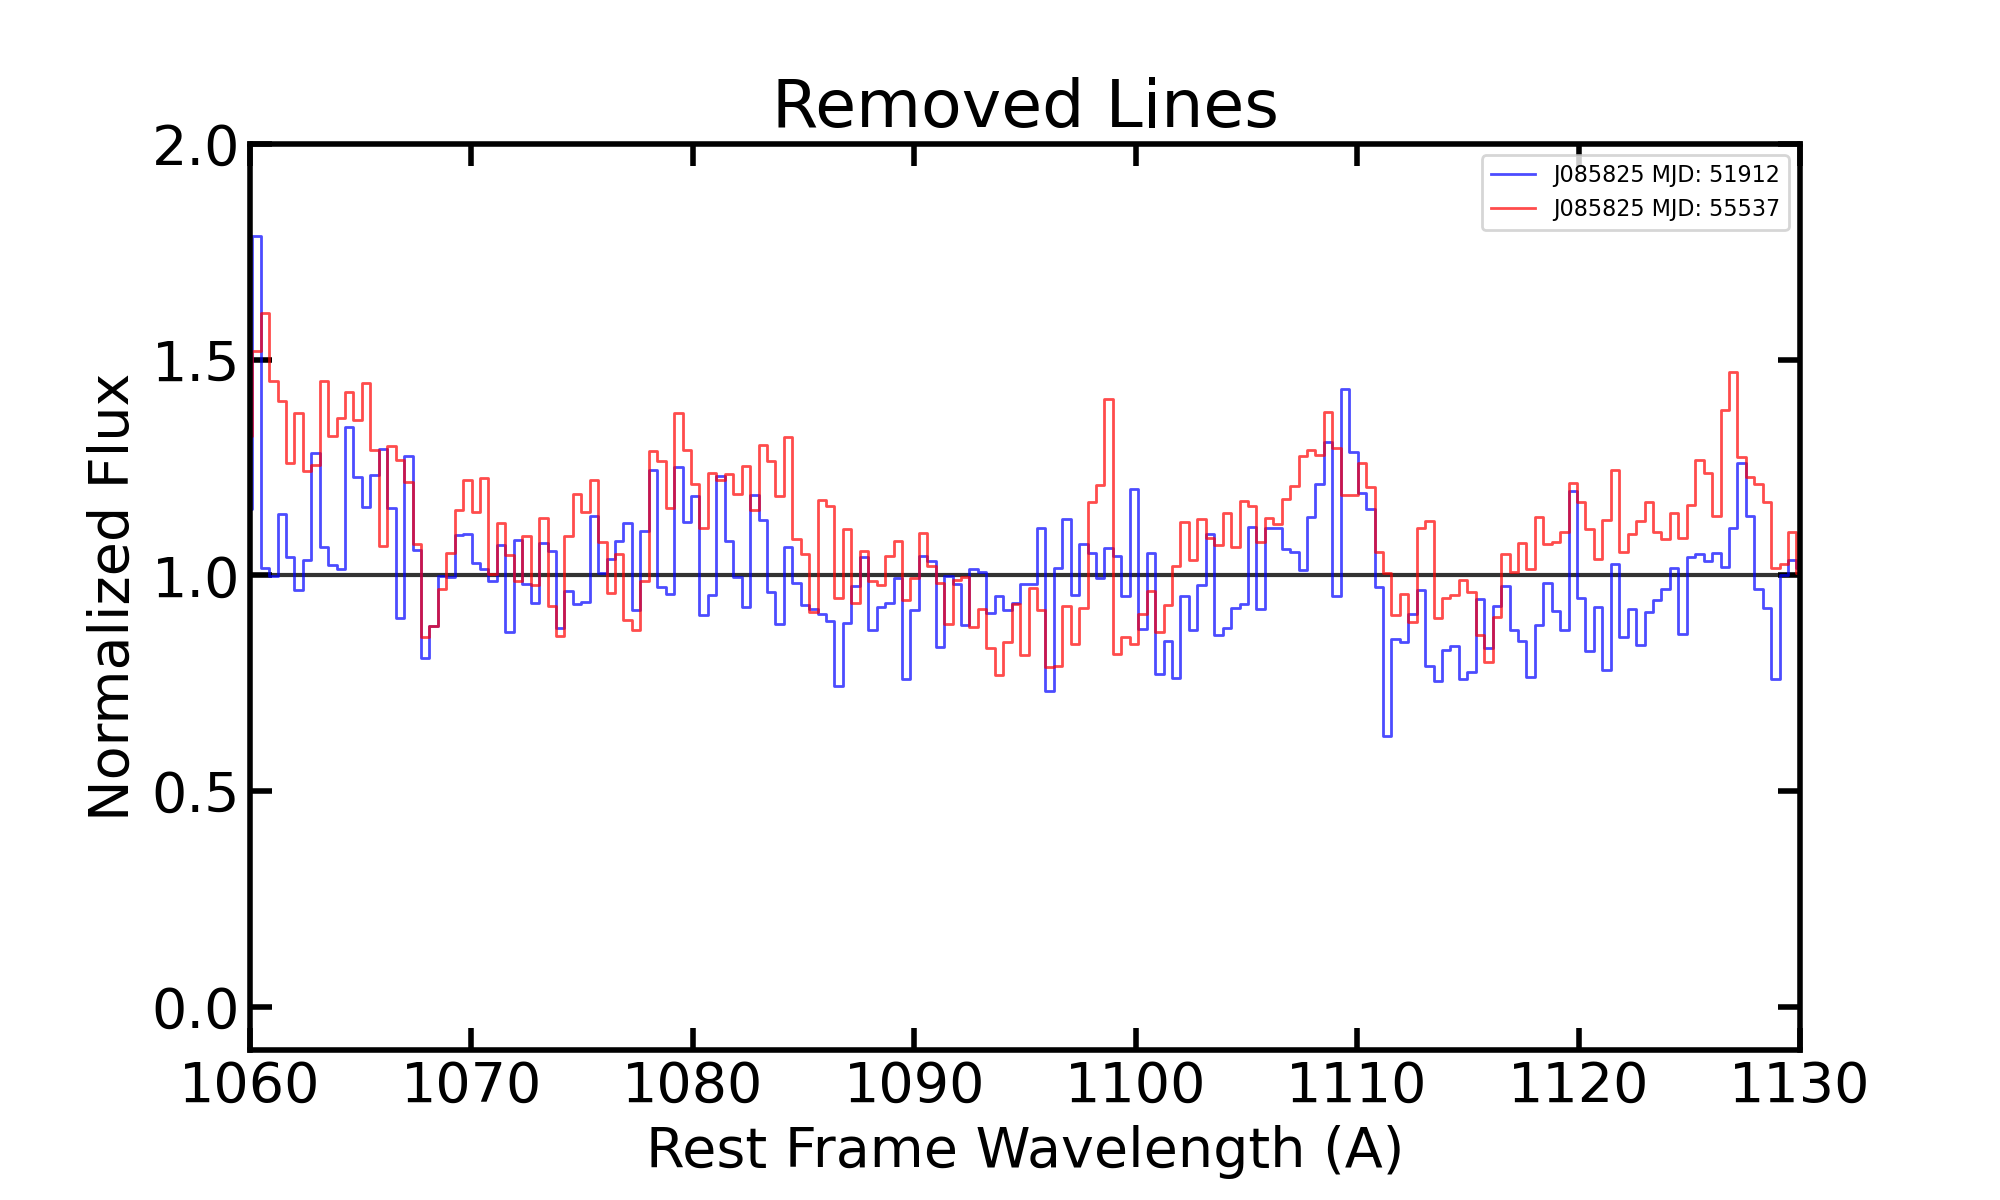 Removed Lines
J085825 MJD: 51912
J085825 MJD: 55537
Normalized Flux
2.0
1.5
1.0
0.5
0.0
1060 1070 1080 1090 1100 1110 1120 1130
Rest Frame Wavelength (A)